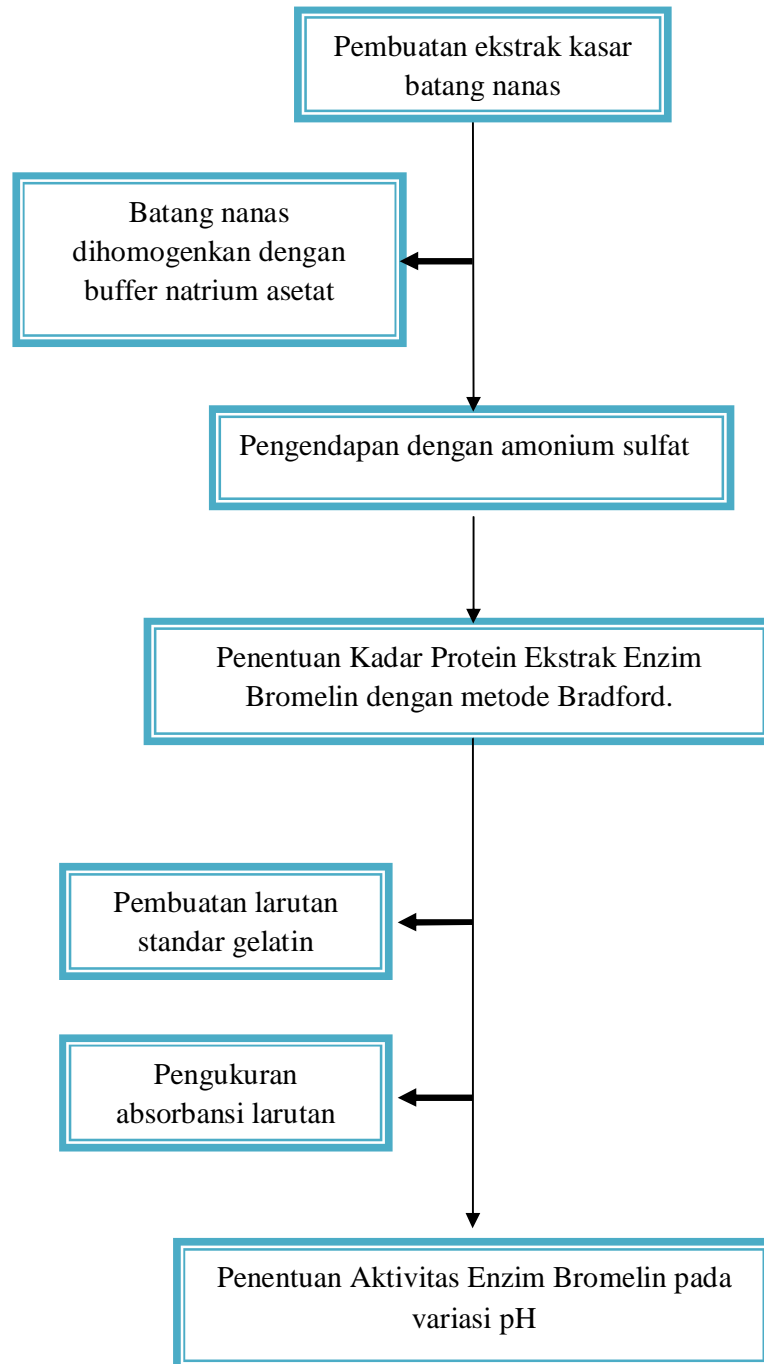 Pembuatan ekstrak kasar
batang nanas
Batang nanas
dihomogenkan dengan
buffer natrium asetat
Pengendapan dengan amonium sulfat
Penentuan Kadar Protein Ekstrak Enzim
Bromelin dengan metode Bradford.
Pembuatan larutan
standar gelatin
Pengukuran
absorbansi larutan
Penentuan Aktivitas Enzim Bromelin pada
variasi pH